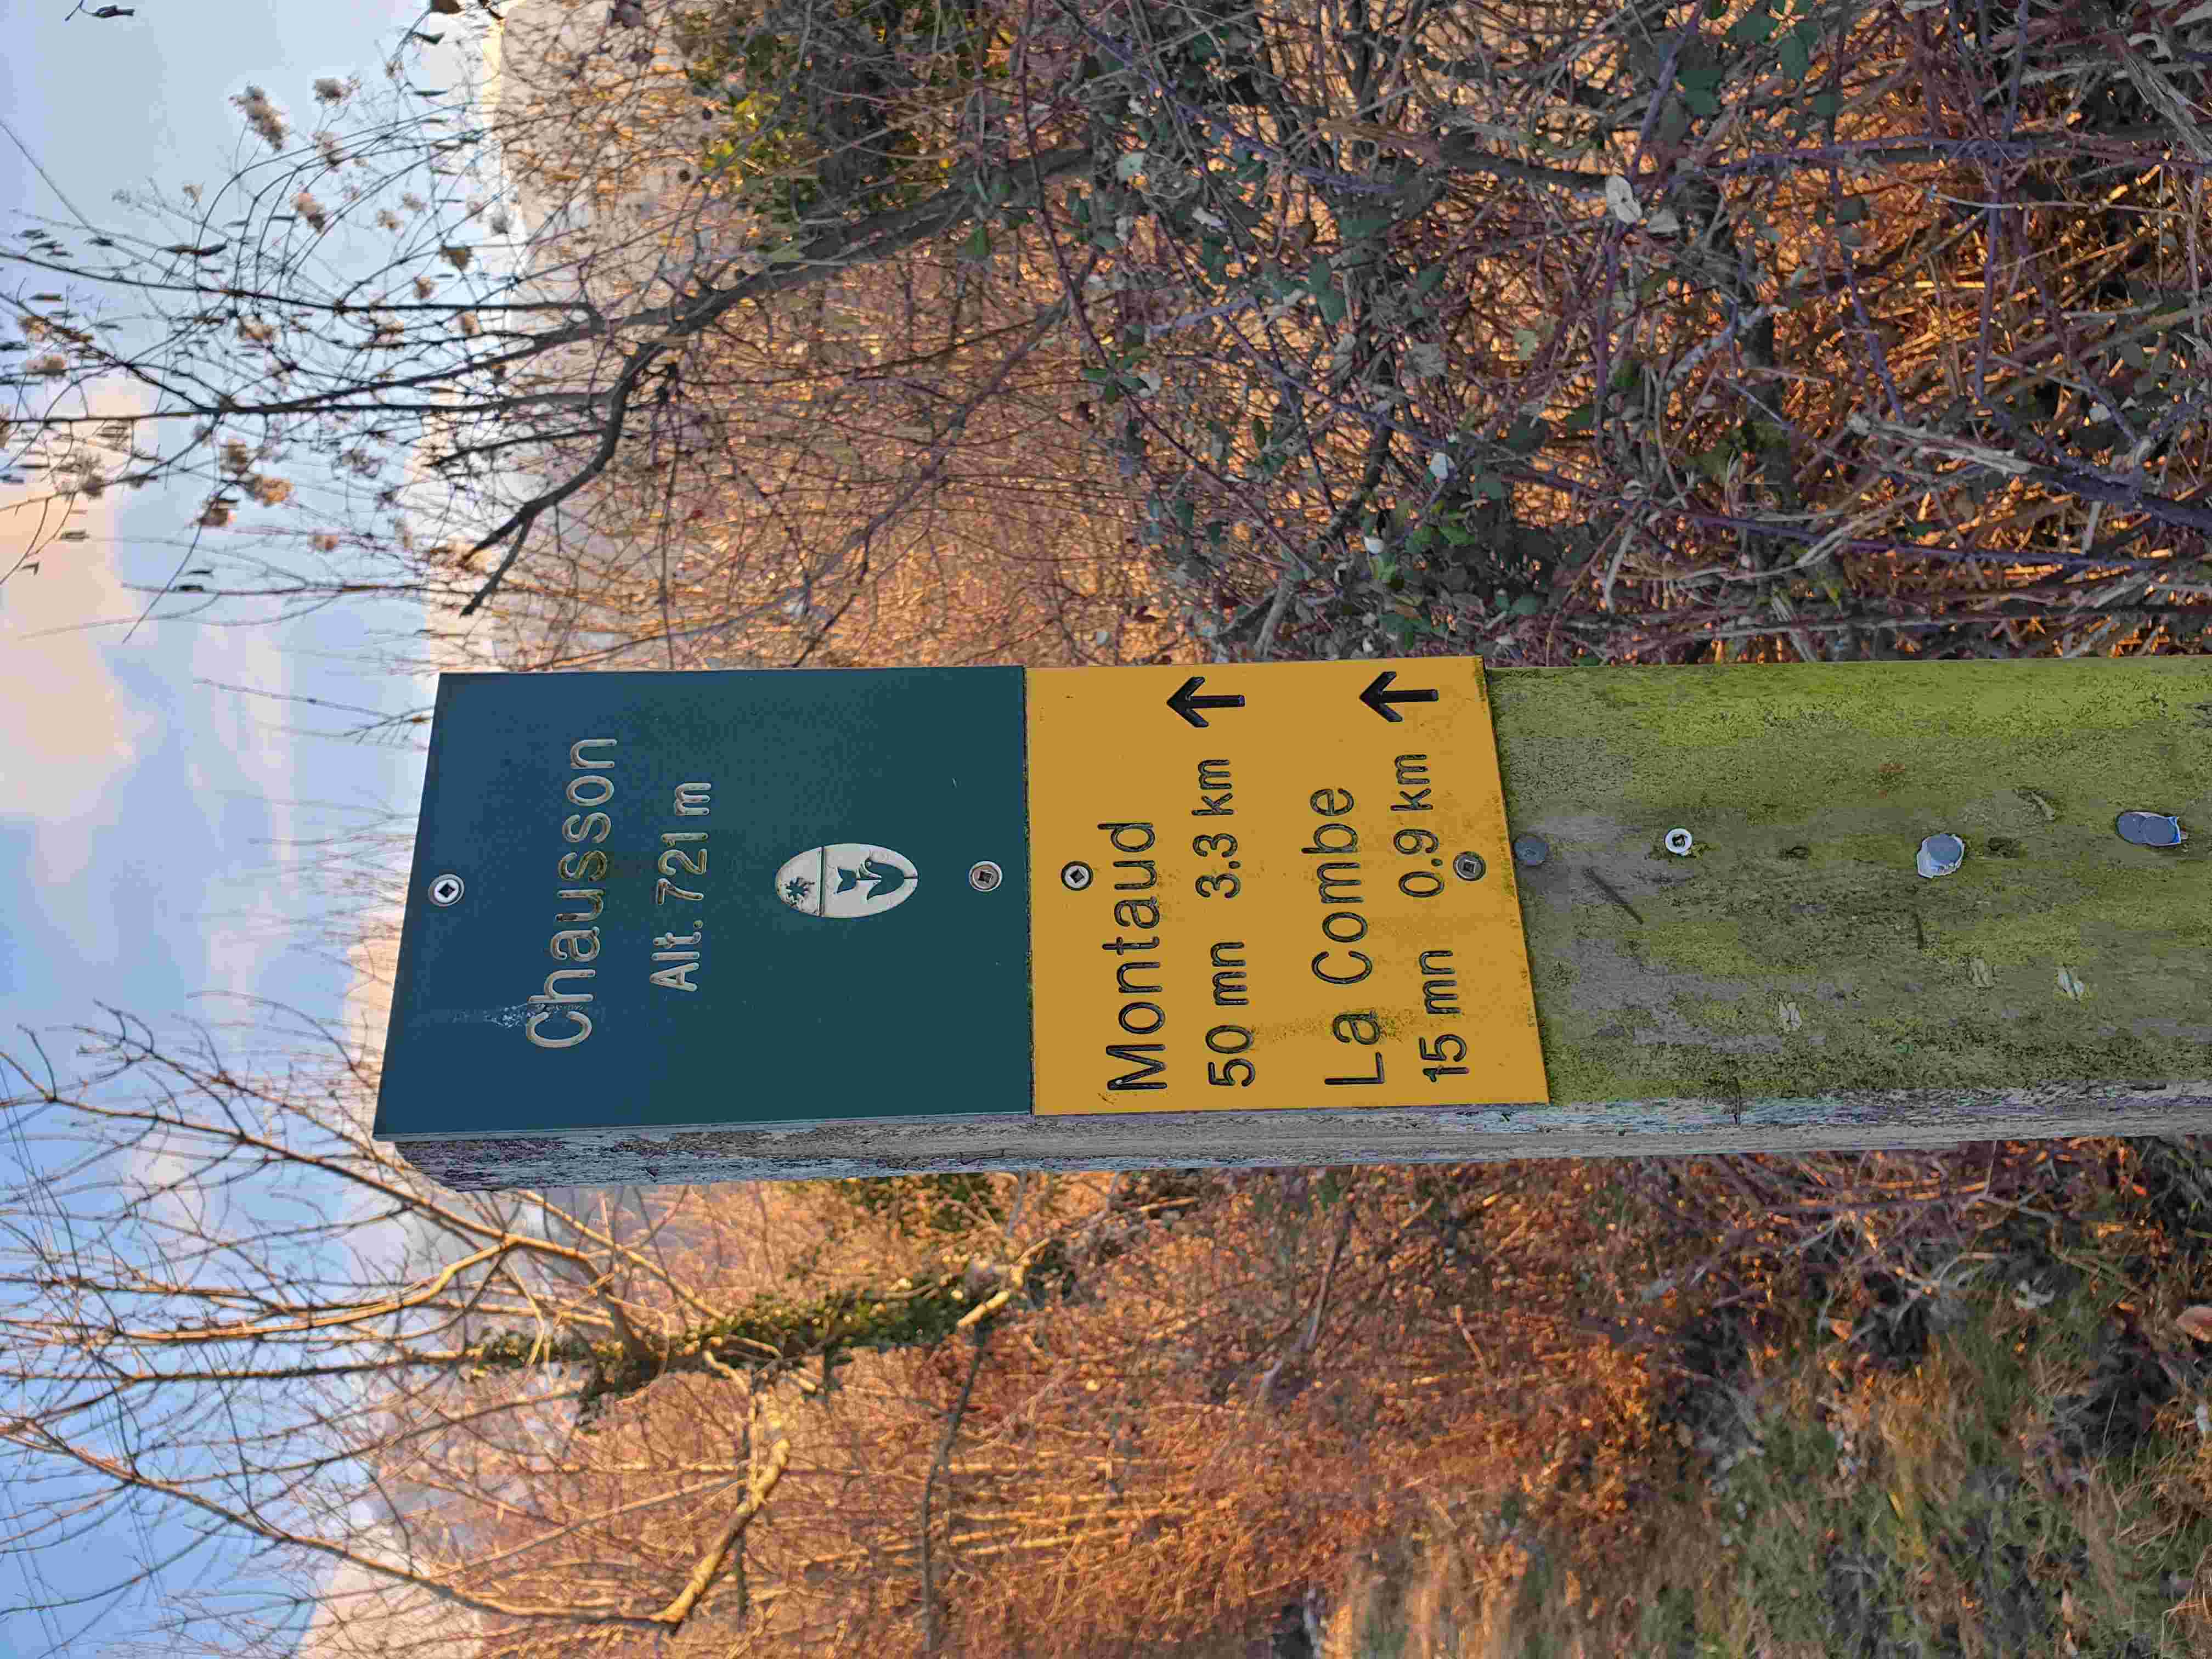 Chausson
Alt. 721 m
Montaud
50 mn 3.3 km ↑
La Combe
15 mn 0.9 km ↑